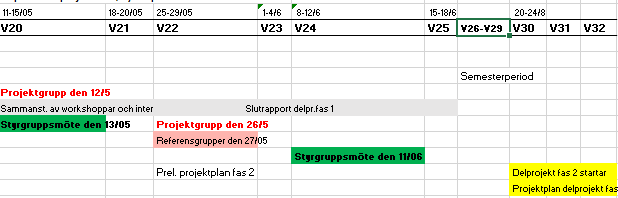 11-15/05 18-20/05 25-29/05 1-4/6 8-12/6 15-18/6 20-24/8
V20 V21 V22 V23 V24 V25 V26-V29 V30 V31 V32
Semesterperiod
Projektgrupp den 12/5
Sammanst. av workshoppar och inter Slutrapport delpr.fas 1
Styrgruppsmöte den 13/05 Projektgrupp den 26/5
Referensgrupper den 27/05
Styrgruppsmöte den 11/06
Prel. projektplan fas 2 Delprojekt fas 2 startar
Projektplan delprojekt fas